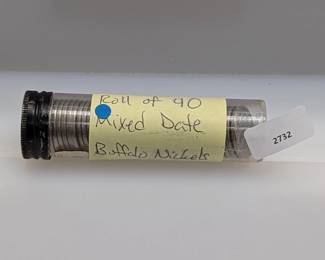 Roll of 40
Mixed Date
Buffalo Nickels
2732